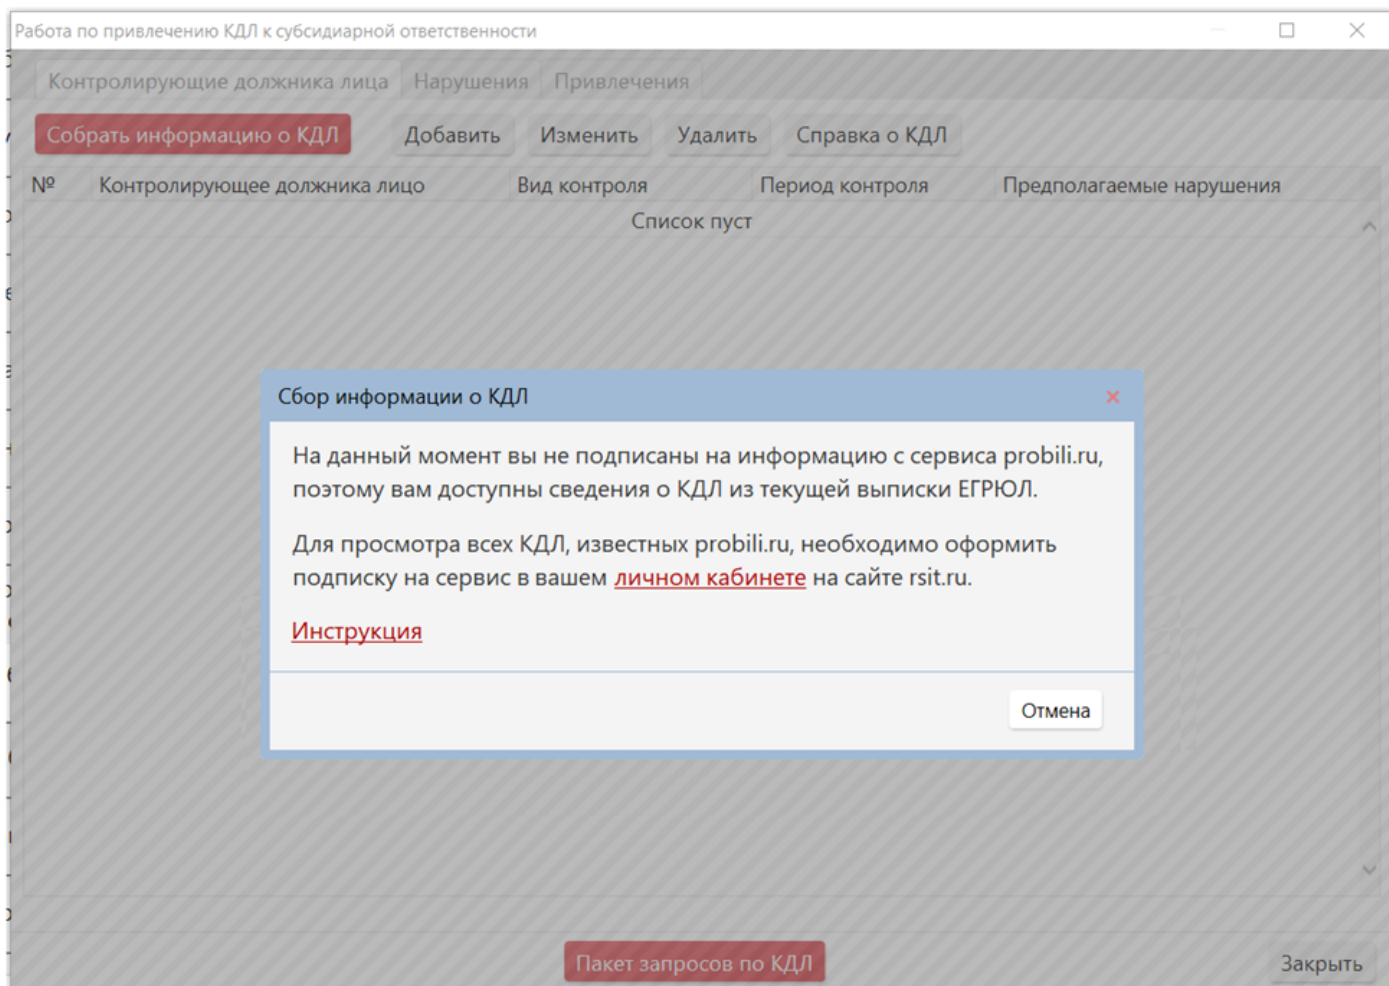 Работа по привлечению КДЛ к субсидиарной ответственности
Контролирующие должника лица Нарушения Привлечения
Собрать информацию о КДЛ Добавить Изменить Удалить Справка о КДЛ
№ Контролирующее должника лицо Вид контроля Период контроля Предполагаемые нарушения
Список пуст
Сбор информации о КДЛ
На данный момент вы не подписаны на информацию с сервиса probili.ru,
поэтому вам доступны сведения о КДЛ из текущей выписки ЕГРЮЛ.
Для просмотра всех КДЛ, известных probili.ru, необходимо оформить
подписку на сервис в вашем личном кабинете на сайте rsit.ru.
Инструкция
Отмена
Пакет запросов по КДЛ Закрыть